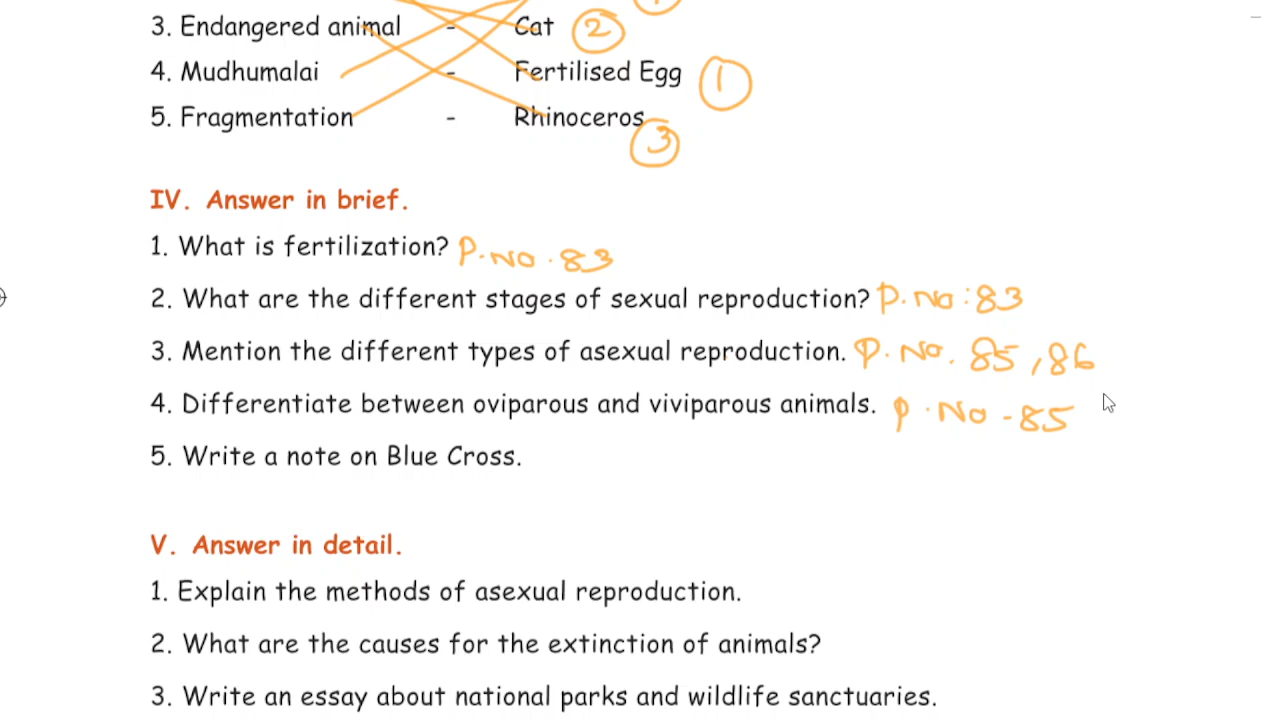 3. Endangered animal - Cat ②
4. Mudhumalai - Fertilised Egg ①
5. Fragmentation - Rhinoceros ③
IV. Answer in brief.
1. What is fertilization? P. No. 83
2. What are the different stages of sexual reproduction? P. No: 83
3. Mention the different types of asexual reproduction. P. No. 85, 86
4. Differentiate between oviparous and viviparous animals. P. No - 85
5. Write a note on Blue Cross.
V. Answer in detail.
1. Explain the methods of asexual reproduction.
2. What are the causes for the extinction of animals?
3. Write an essay about national parks and wildlife sanctuaries.